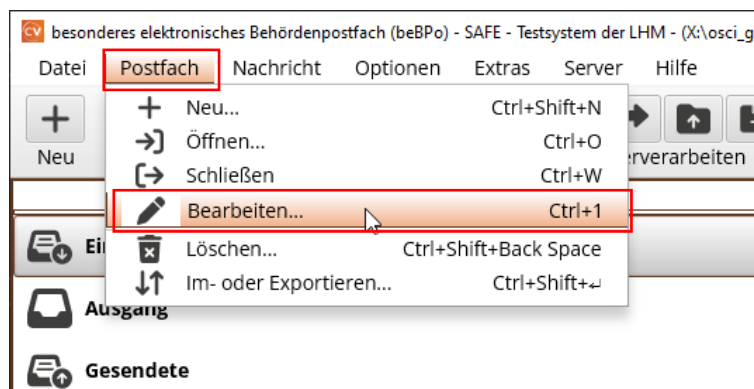 CV besonderes elektronisches Behördenpostfach (beBPo) - SAFE - Testsystem der LHM - (X:\osci_g
Datei Postfach Nachricht Optionen Extras Server Hilfe
Neu... Ctrl+Shift+N
Öffnen... Ctrl+O
Neu Schließen Ctrl+W rverarbeiten
Bearbeiten... Ctrl+1
Ei Löschen... Ctrl+Shift+Back Space
Im- oder Exportieren... Ctrl+Shift+↵
Ausgang
Gesendete